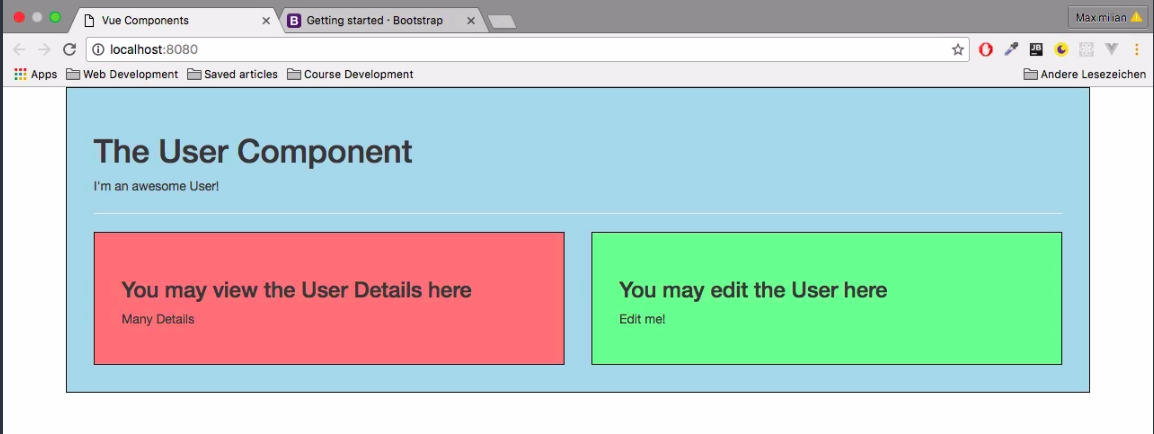 Vue Components
Getting started · Bootstrap
Maximilian
localhost:8080
Apps Web Development Saved articles Course Development Andere Lesezeichen
The User Component
I'm an awesome User!
You may view the User Details here
Many Details
You may edit the User here
Edit me!